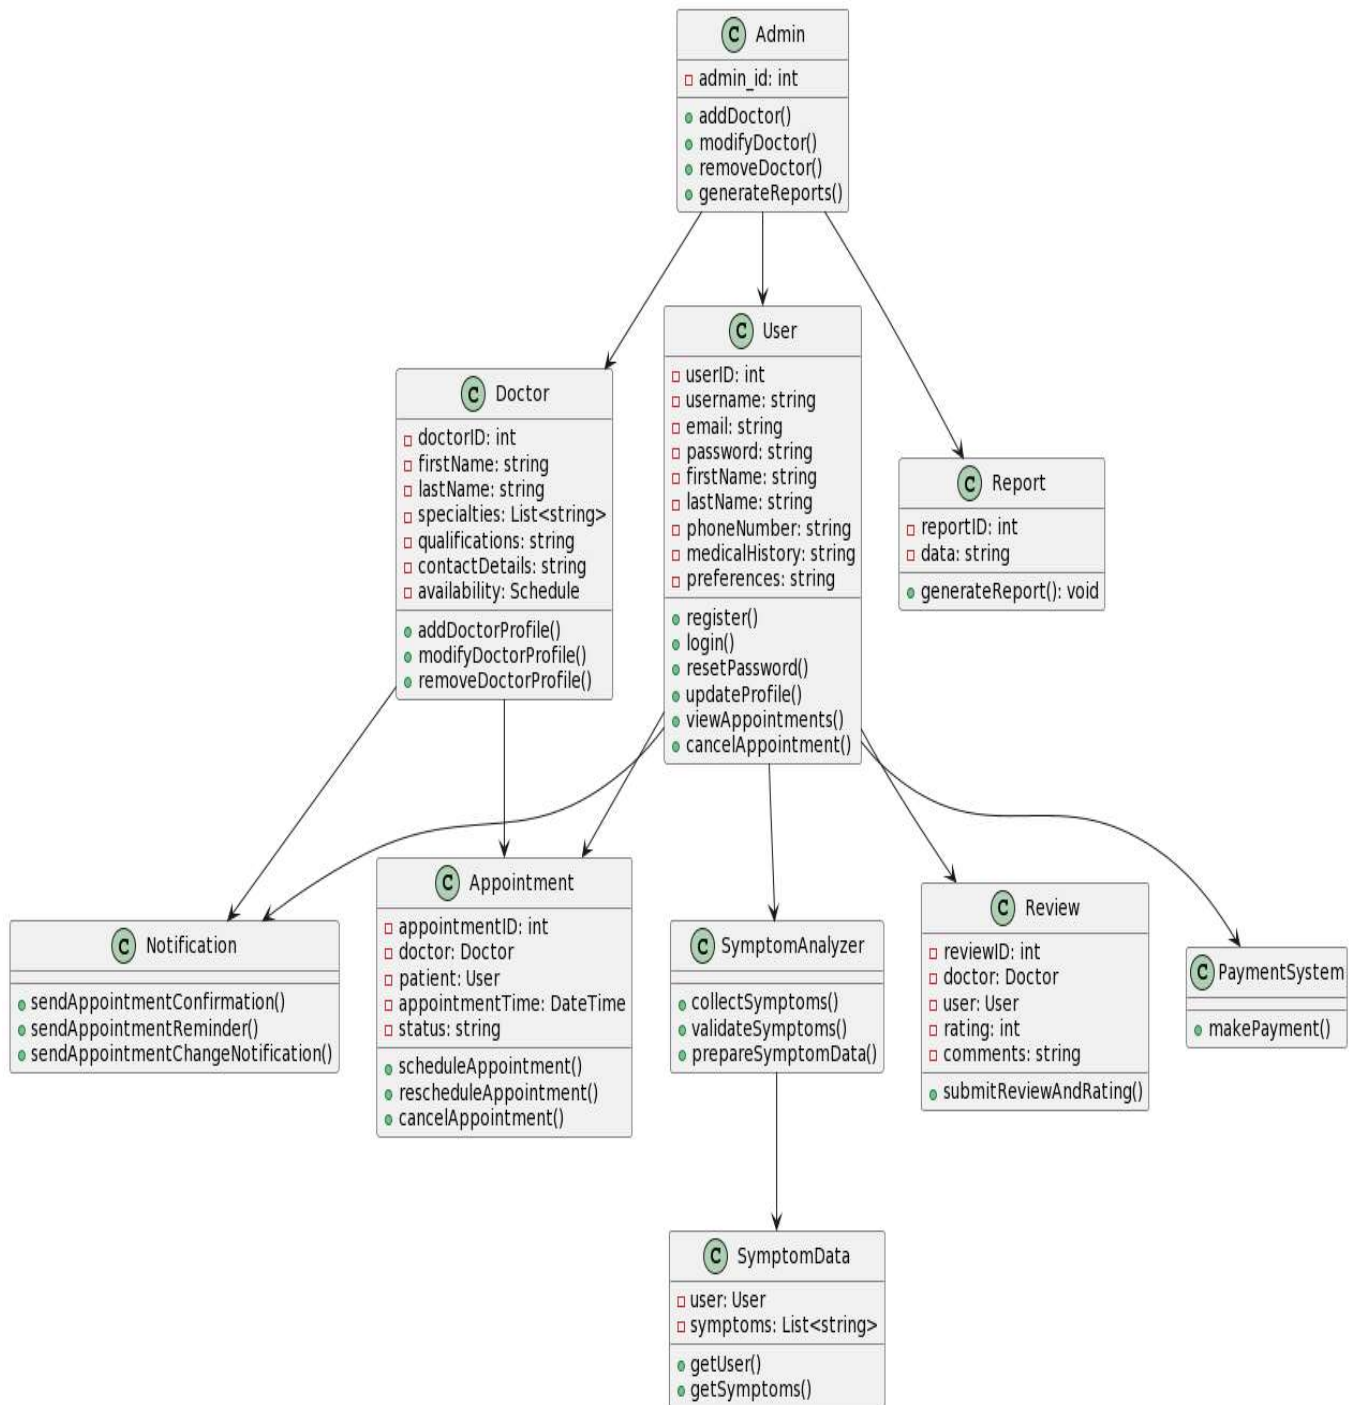 C Admin
admin_id: int
addDoctor()
modifyDoctor()
removeDoctor()
generateReports()
C User
userID: int
username: string
email: string
password: string
firstName: string
lastName: string
phoneNumber: string
medicalHistory: string
preferences: string
register()
login()
resetPassword()
updateProfile()
viewAppointments()
cancelAppointment()
C Doctor
doctorID: int
firstName: string
lastName: string
specialties: List<string>
qualifications: string
contactDetails: string
availability: Schedule
addDoctorProfile()
modifyDoctorProfile()
removeDoctorProfile()
C Report
reportID: int
data: string
generateReport(): void
C Notification
sendAppointmentConfirmation()
sendAppointmentReminder()
sendAppointmentChangeNotification()
C Appointment
appointmentID: int
doctor: Doctor
patient: User
appointmentTime: DateTime
status: string
scheduleAppointment()
rescheduleAppointment()
cancelAppointment()
C SymptomAnalyzer
collectSymptoms()
validateSymptoms()
prepareSymptomData()
C Review
reviewID: int
doctor: Doctor
user: User
rating: int
comments: string
submitReviewAndRating()
C PaymentSystem
makePayment()
C SymptomData
user: User
symptoms: List<string>
getUser()
getSymptoms()